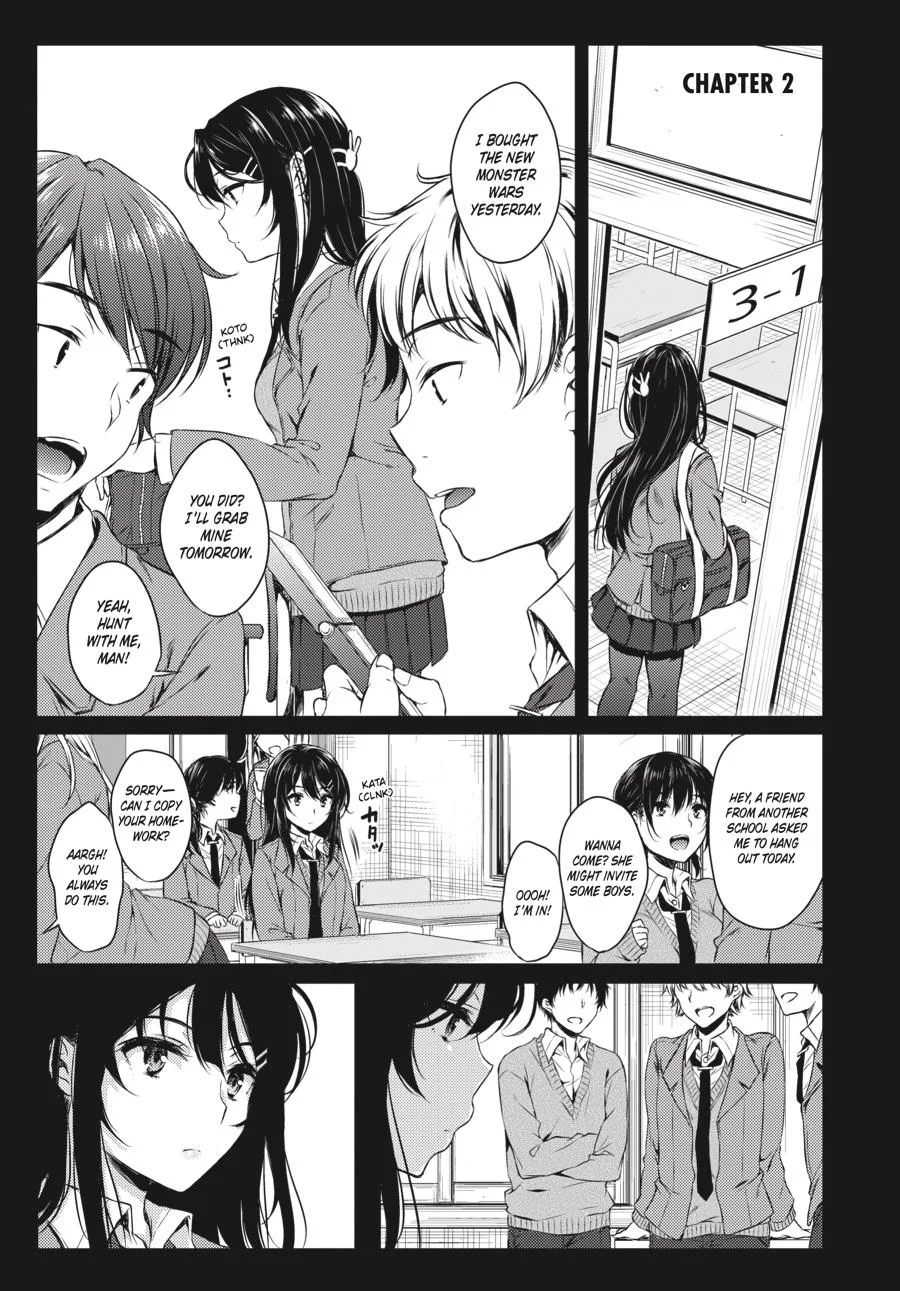 CHAPTER 2
3-1
I BOUGHT
THE NEW
MONSTER
WARS
YESTERDAY.
KOTO
(THNK)
コト。
YOU DID?
I'LL GRAB
MINE
TOMORROW.
YEAH,
HUNT
WITH ME,
MAN!
HEY, A FRIEND
FROM ANOTHER
SCHOOL ASKED
ME TO HANG
OUT TODAY.
WANNA
COME? SHE
MIGHT INVITE
SOME BOYS.
OOOH!
I'M IN!
KATA
(CLNK)
カタッ
SORRY—
CAN I COPY
YOUR HOME-
WORK?
AARGH!
YOU
ALWAYS
DO THIS.